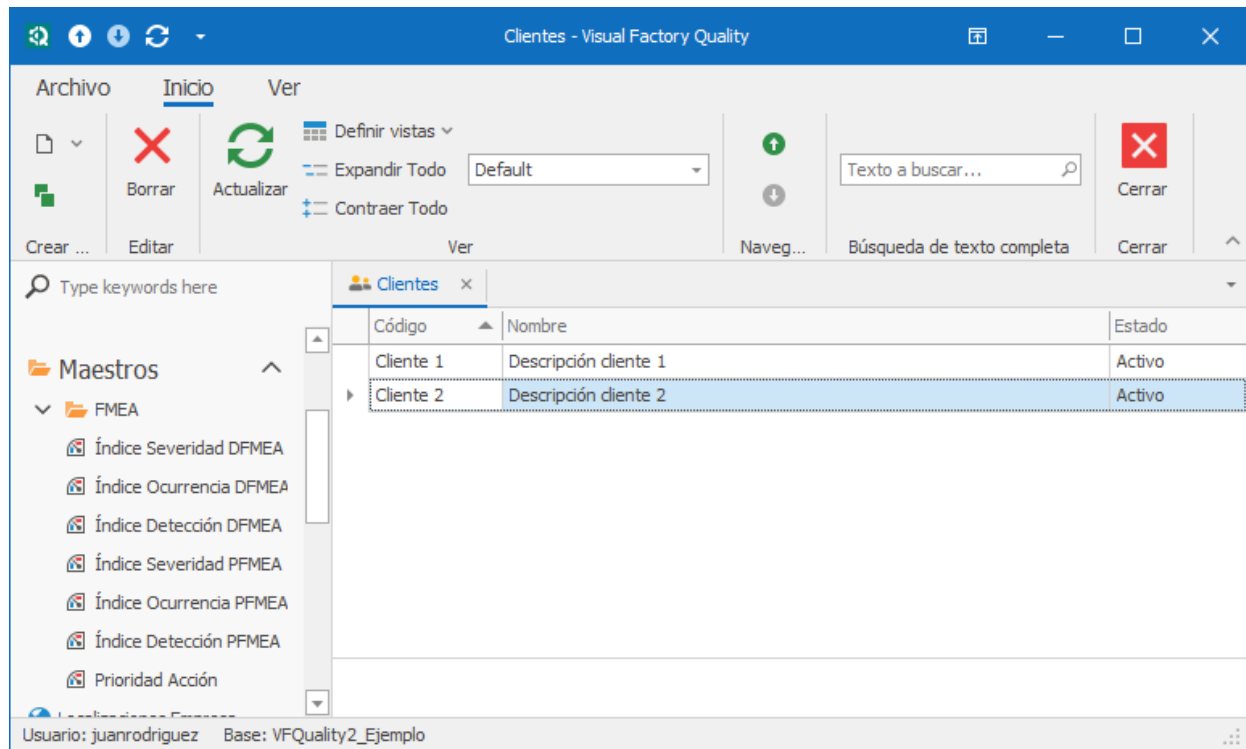 Clientes - Visual Factory Quality
Archivo Inicio Ver
Definir vistas
Expandir Todo Default
Contraer Todo
Borrar
Actualizar
Texto a buscar...
Cerrar
Crear ... Editar Ver Naveg... Búsqueda de texto completa Cerrar
Type keywords here
Clientes
Código Nombre Estado
Cliente 1 Descripción cliente 1 Activo
Cliente 2 Descripción cliente 2 Activo
Maestros
FMEA
Índice Severidad DFMEA
Índice Ocurrencia DFMEA
Índice Detección DFMEA
Índice Severidad PFMEA
Índice Ocurrencia PFMEA
Índice Detección PFMEA
Prioridad Acción
Usuario: juanrodriguez Base: VFQuality2_Ejemplo